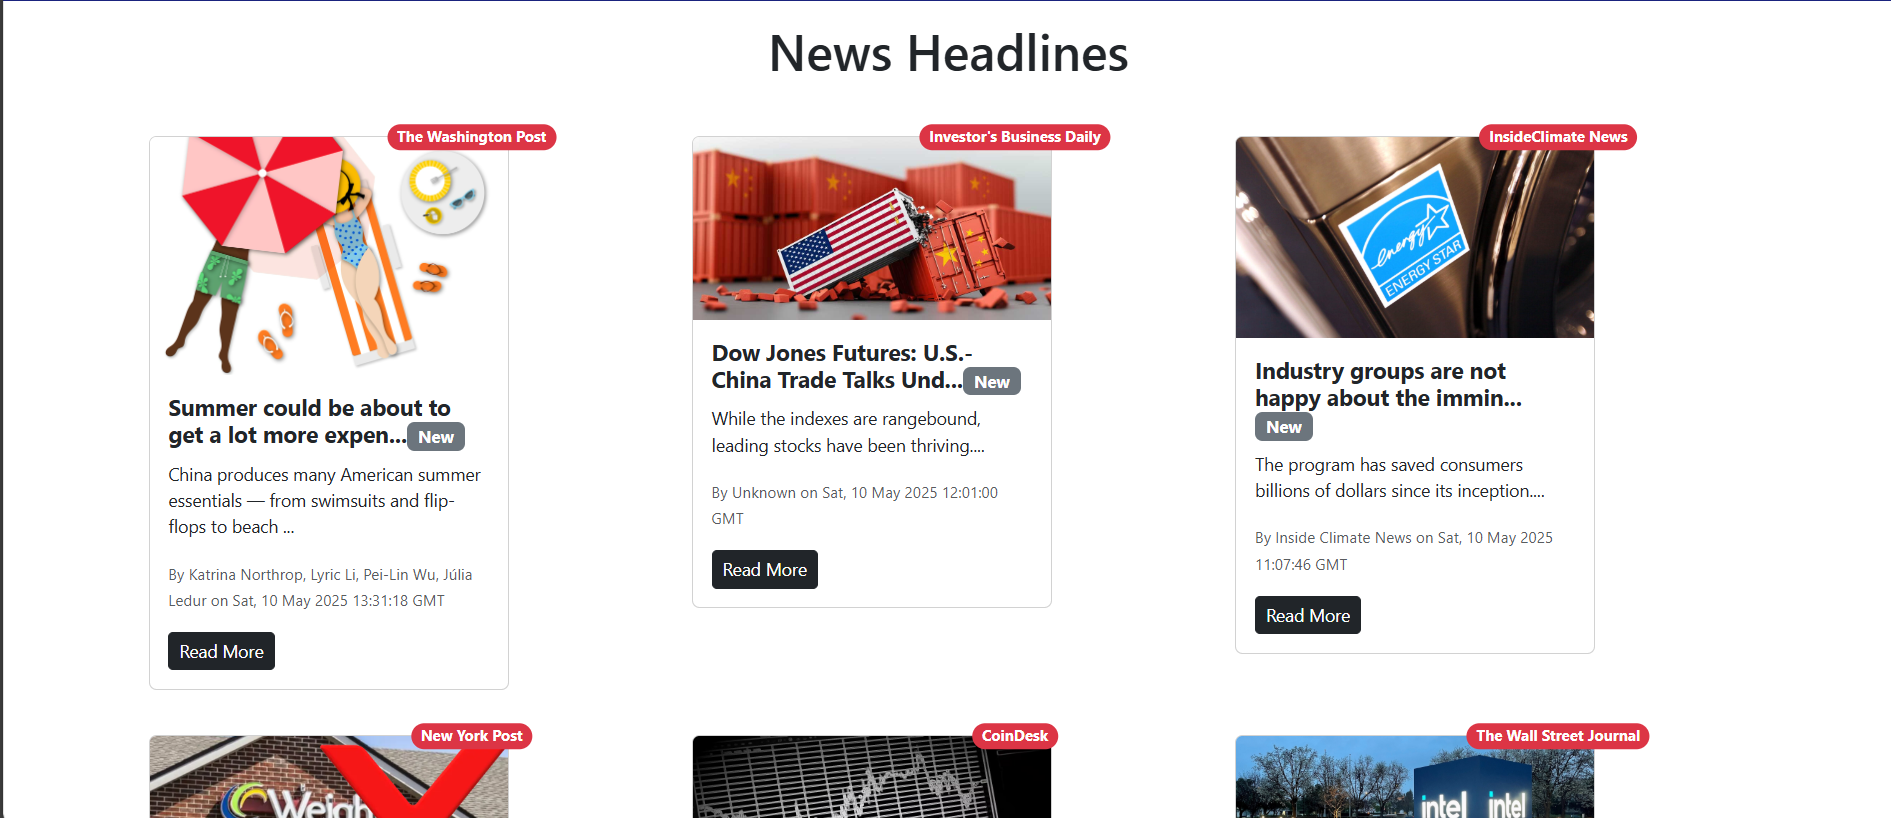 News Headlines
The Washington Post
Summer could be about to
get a lot more expen... New
China produces many American summer
essentials — from swimsuits and flip-
flops to beach ...
By Katrina Northrop, Lyric Li, Pei-Lin Wu, Júlia
Ledur on Sat, 10 May 2025 13:31:18 GMT
Read More
Investor's Business Daily
Dow Jones Futures: U.S.-
China Trade Talks Und... New
While the indexes are rangebound,
leading stocks have been thriving....
By Unknown on Sat, 10 May 2025 12:01:00
GMT
Read More
InsideClimate News
energy
ENERGY STAR
Industry groups are not
happy about the immin...
New
The program has saved consumers
billions of dollars since its inception....
By Inside Climate News on Sat, 10 May 2025
11:07:46 GMT
Read More
New York Post
Weigh
CoinDesk
The Wall Street Journal
intel intel